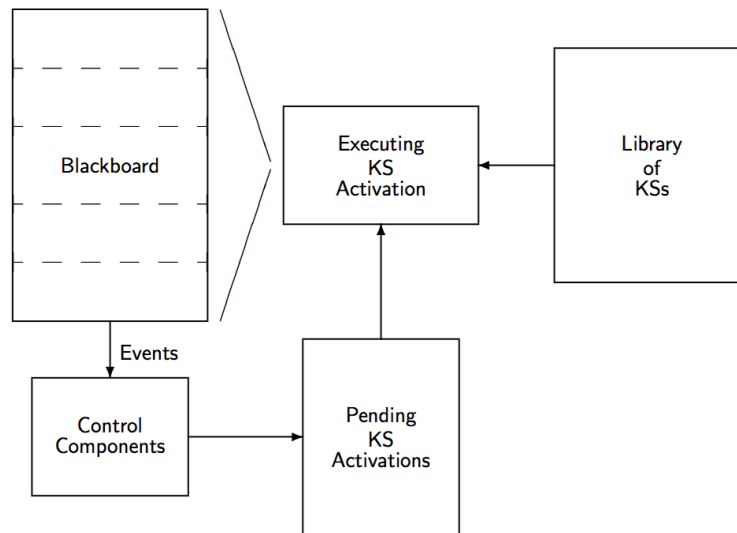 Blackboard
Executing
KS
Activation
Library
of
KSs
Events
Control
Components
Pending
KS
Activations